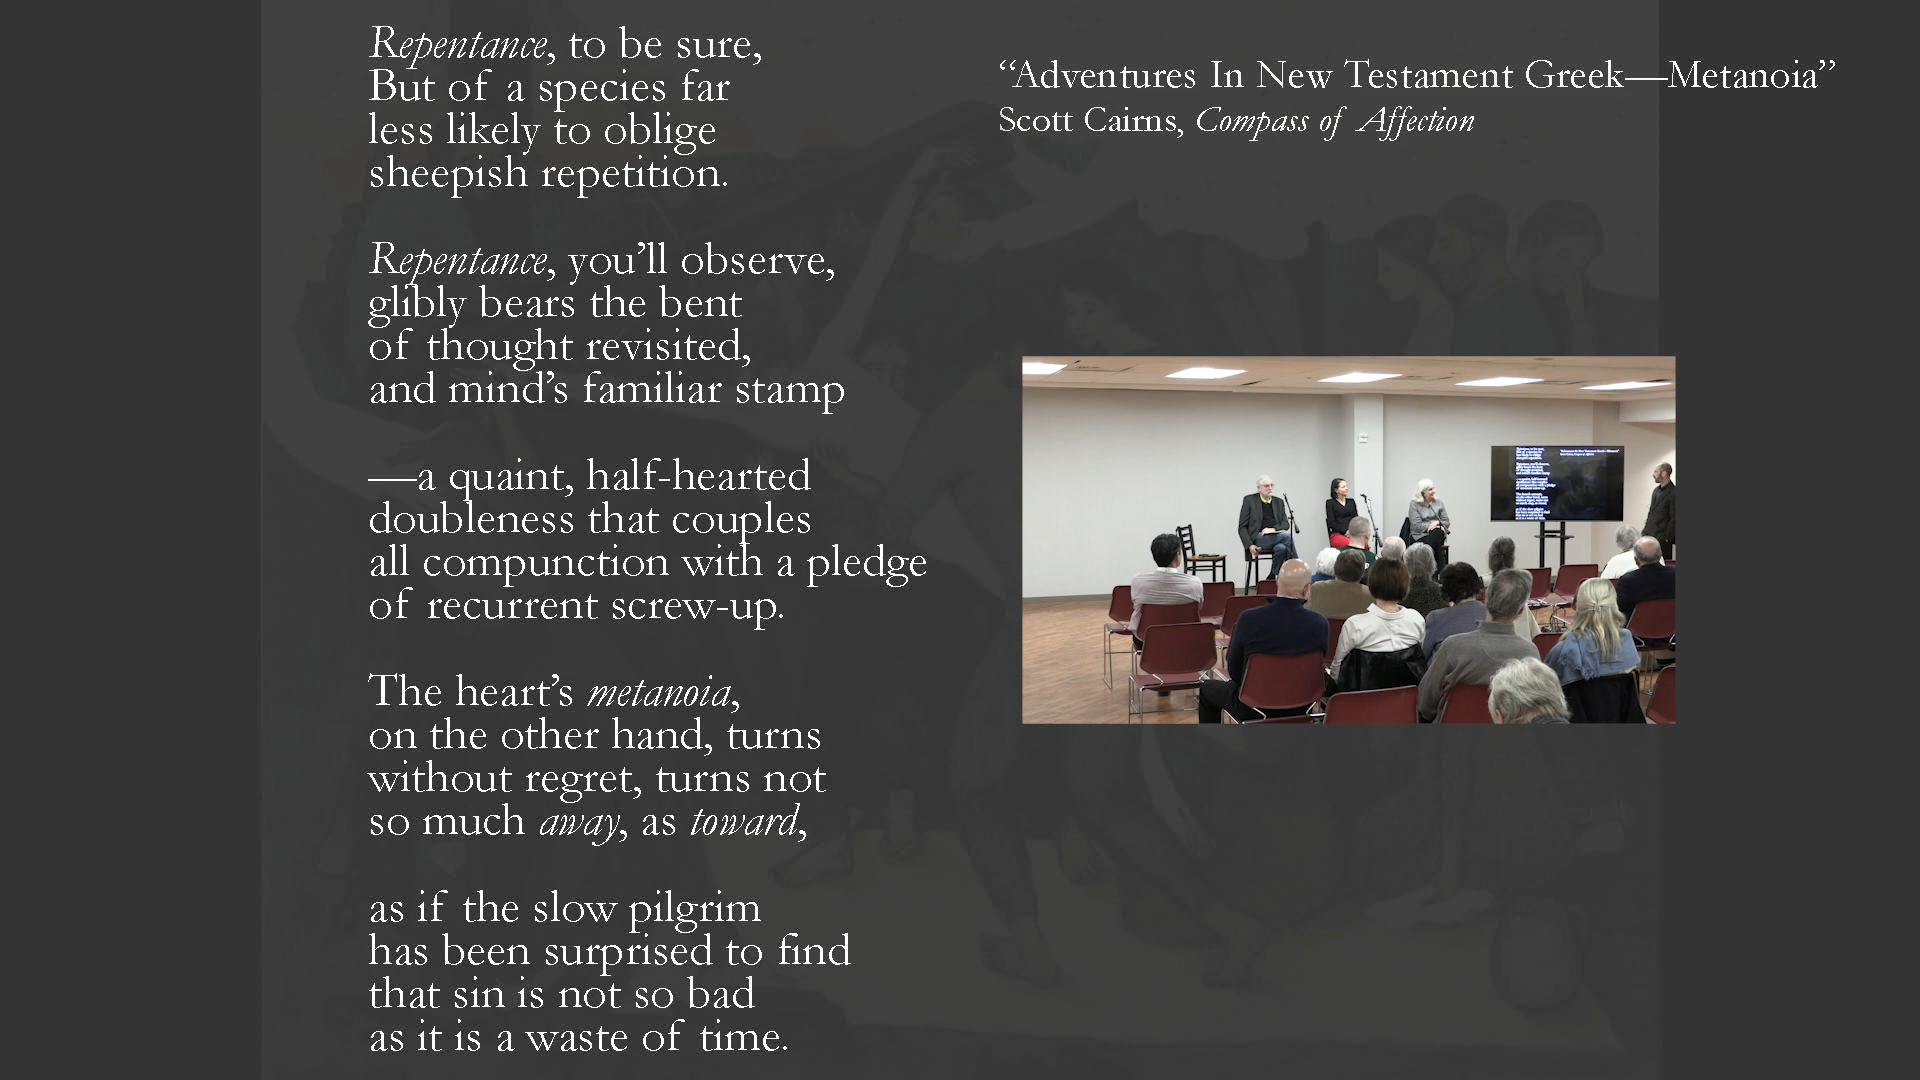 Repentance, to be sure,
But of a species far
less likely to oblige
sheepish repetition.
Repentance, you’ll observe,
glibly bears the bent
of thought revisited,
and mind’s familiar stamp
—a quaint, half-hearted
doubleness that couples
all compunction with a pledge
of recurrent screw-up.
The heart’s metanoia,
on the other hand, turns
without regret, turns not
so much away, as toward,
as if the slow pilgrim
has been surprised to find
that sin is not so bad
as it is a waste of time.
“Adventures In New Testament Greek—Metanoia”
Scott Cairns, Compass of Affection